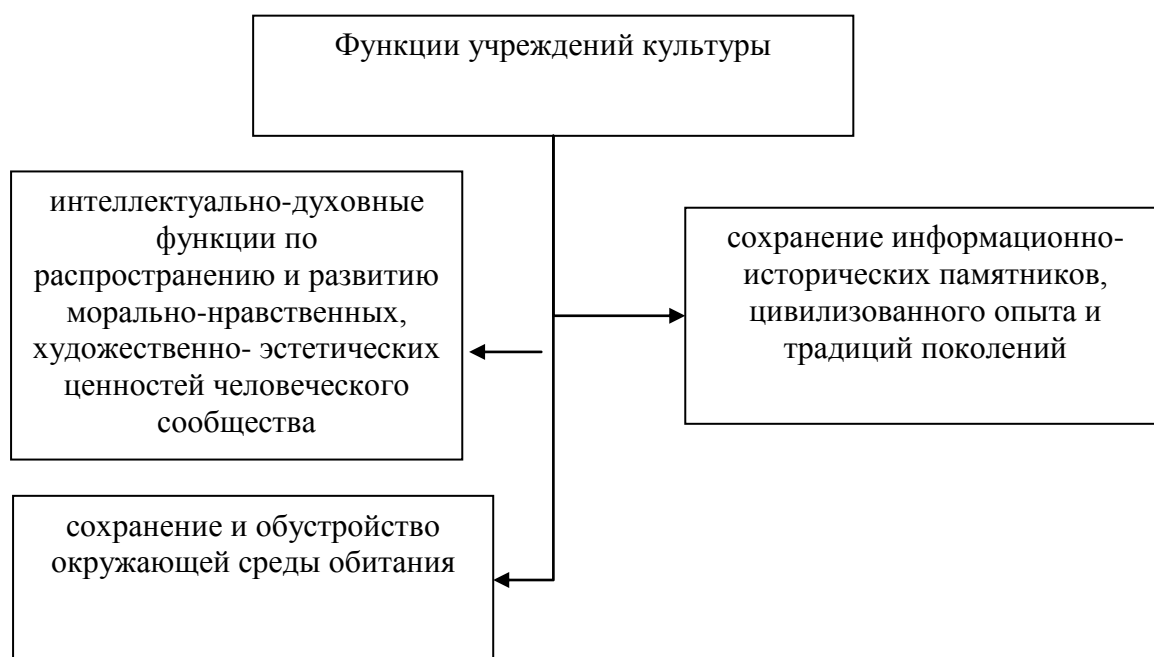 Функции учреждений культуры
интеллектуально-духовные
функции по
распространению и развитию
морально-нравственных,
художественно- эстетических
ценностей человеческого
сообщества
сохранение информационно-
исторических памятников,
цивилизованного опыта и
традиций поколений
сохранение и обустройство
окружающей среды обитания